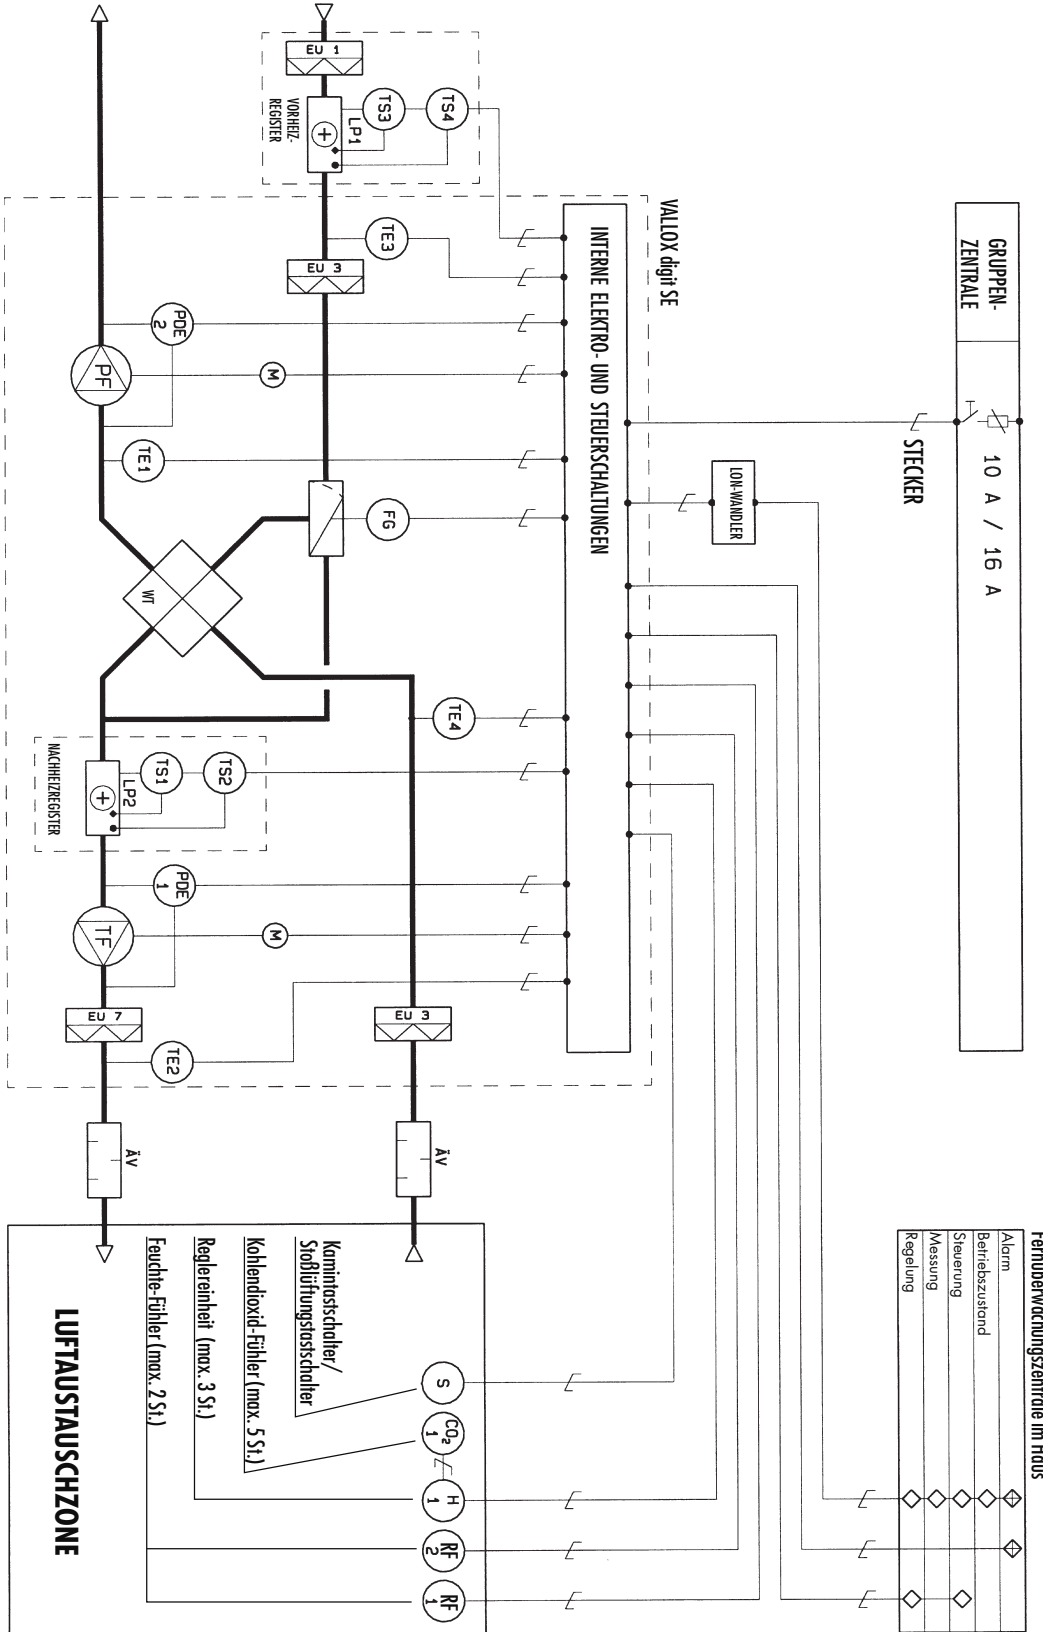 EU 1
VORHEIZ-
REGISTER
LP1
TS3
TS4
TE3
EU 3
PDE
2
PF
M
TE1
FG
WT
VALLOX digit SE
INTERNE ELEKTRO- UND STEUERSCHALTUNGEN
GRUPPEN-
ZENTRALE
10 A / 16 A
STECKER
LON-WANDLER
TE4
NACHHEIZREGISTER
LP2
TS1
TS2
PDE
1
TF
M
EU 7
EU 3
TE2
ÄV
ÄV
Fernüberwachungszentrale im Haus
Alarm
Betriebszustand
Steuerung
Messung
Regelung
Kamintastschalter/
Stoßlüftungstastschalter
Kohlendioxid-Fühler (max. 5 St.)
Reglereinheit (max. 3 St.)
Feuchte-Fühler (max. 2 St.)
LUFTAUSTAUSCHZONE
S
CO₂
1
H
1
RF
2
RF
1